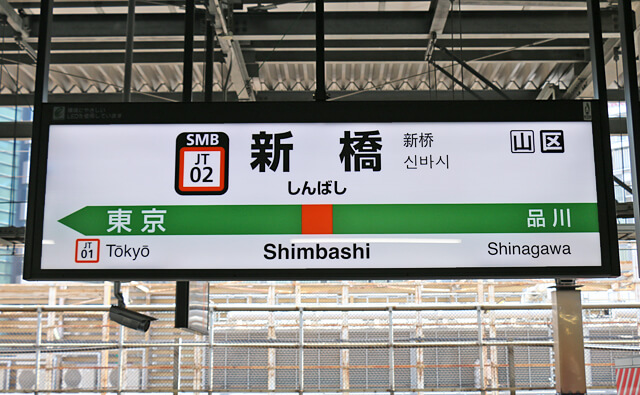 SMB
JT
02
新橋
しんばし
新桥
신바시
山 区
東京
品川
JT
01
Tōkyō
Shimbashi
Shinagawa